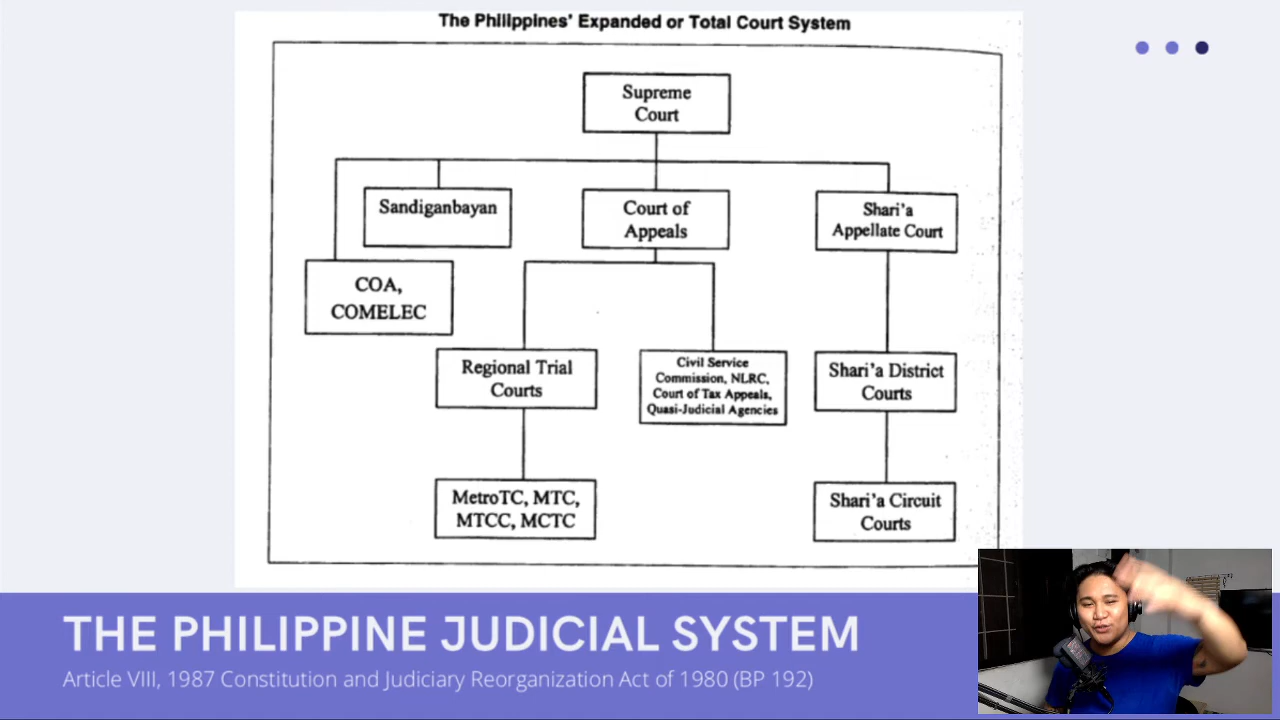 The Philippines' Expanded or Total Court System
Supreme
Court
Sandiganbayan
Court of
Appeals
Shari'a
Appellate Court
COA,
COMELEC
Regional Trial
Courts
Civil Service
Commission, NLRC,
Court of Tax Appeals,
Quasi-Judicial Agencies
Shari'a District
Courts
MetroTC, MTC,
MTCC, MCTC
Shari'a Circuit
Courts
THE PHILIPPINE JUDICIAL SYSTEM
Article VIII, 1987 Constitution and Judiciary Reorganization Act of 1980 (BP 192)